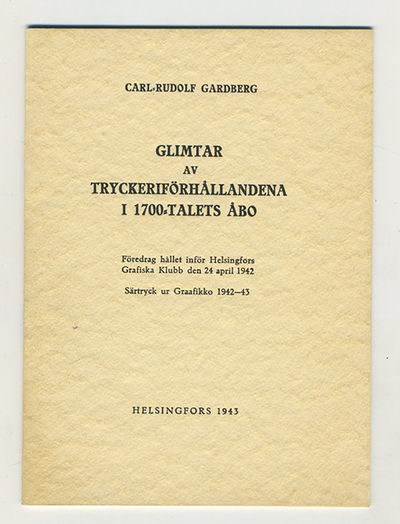 CARL-RUDOLF GARDBERG
GLIMTAR
AV
TRYCKERIFÖRHÅLLANDENA
I 1700-TALETS ÅBO
Föredrag hållet inför Helsingfors
Grafiska Klubb den 24 april 1942
Särtryck ur Graafikko 1942—43
HELSINGFORS 1943